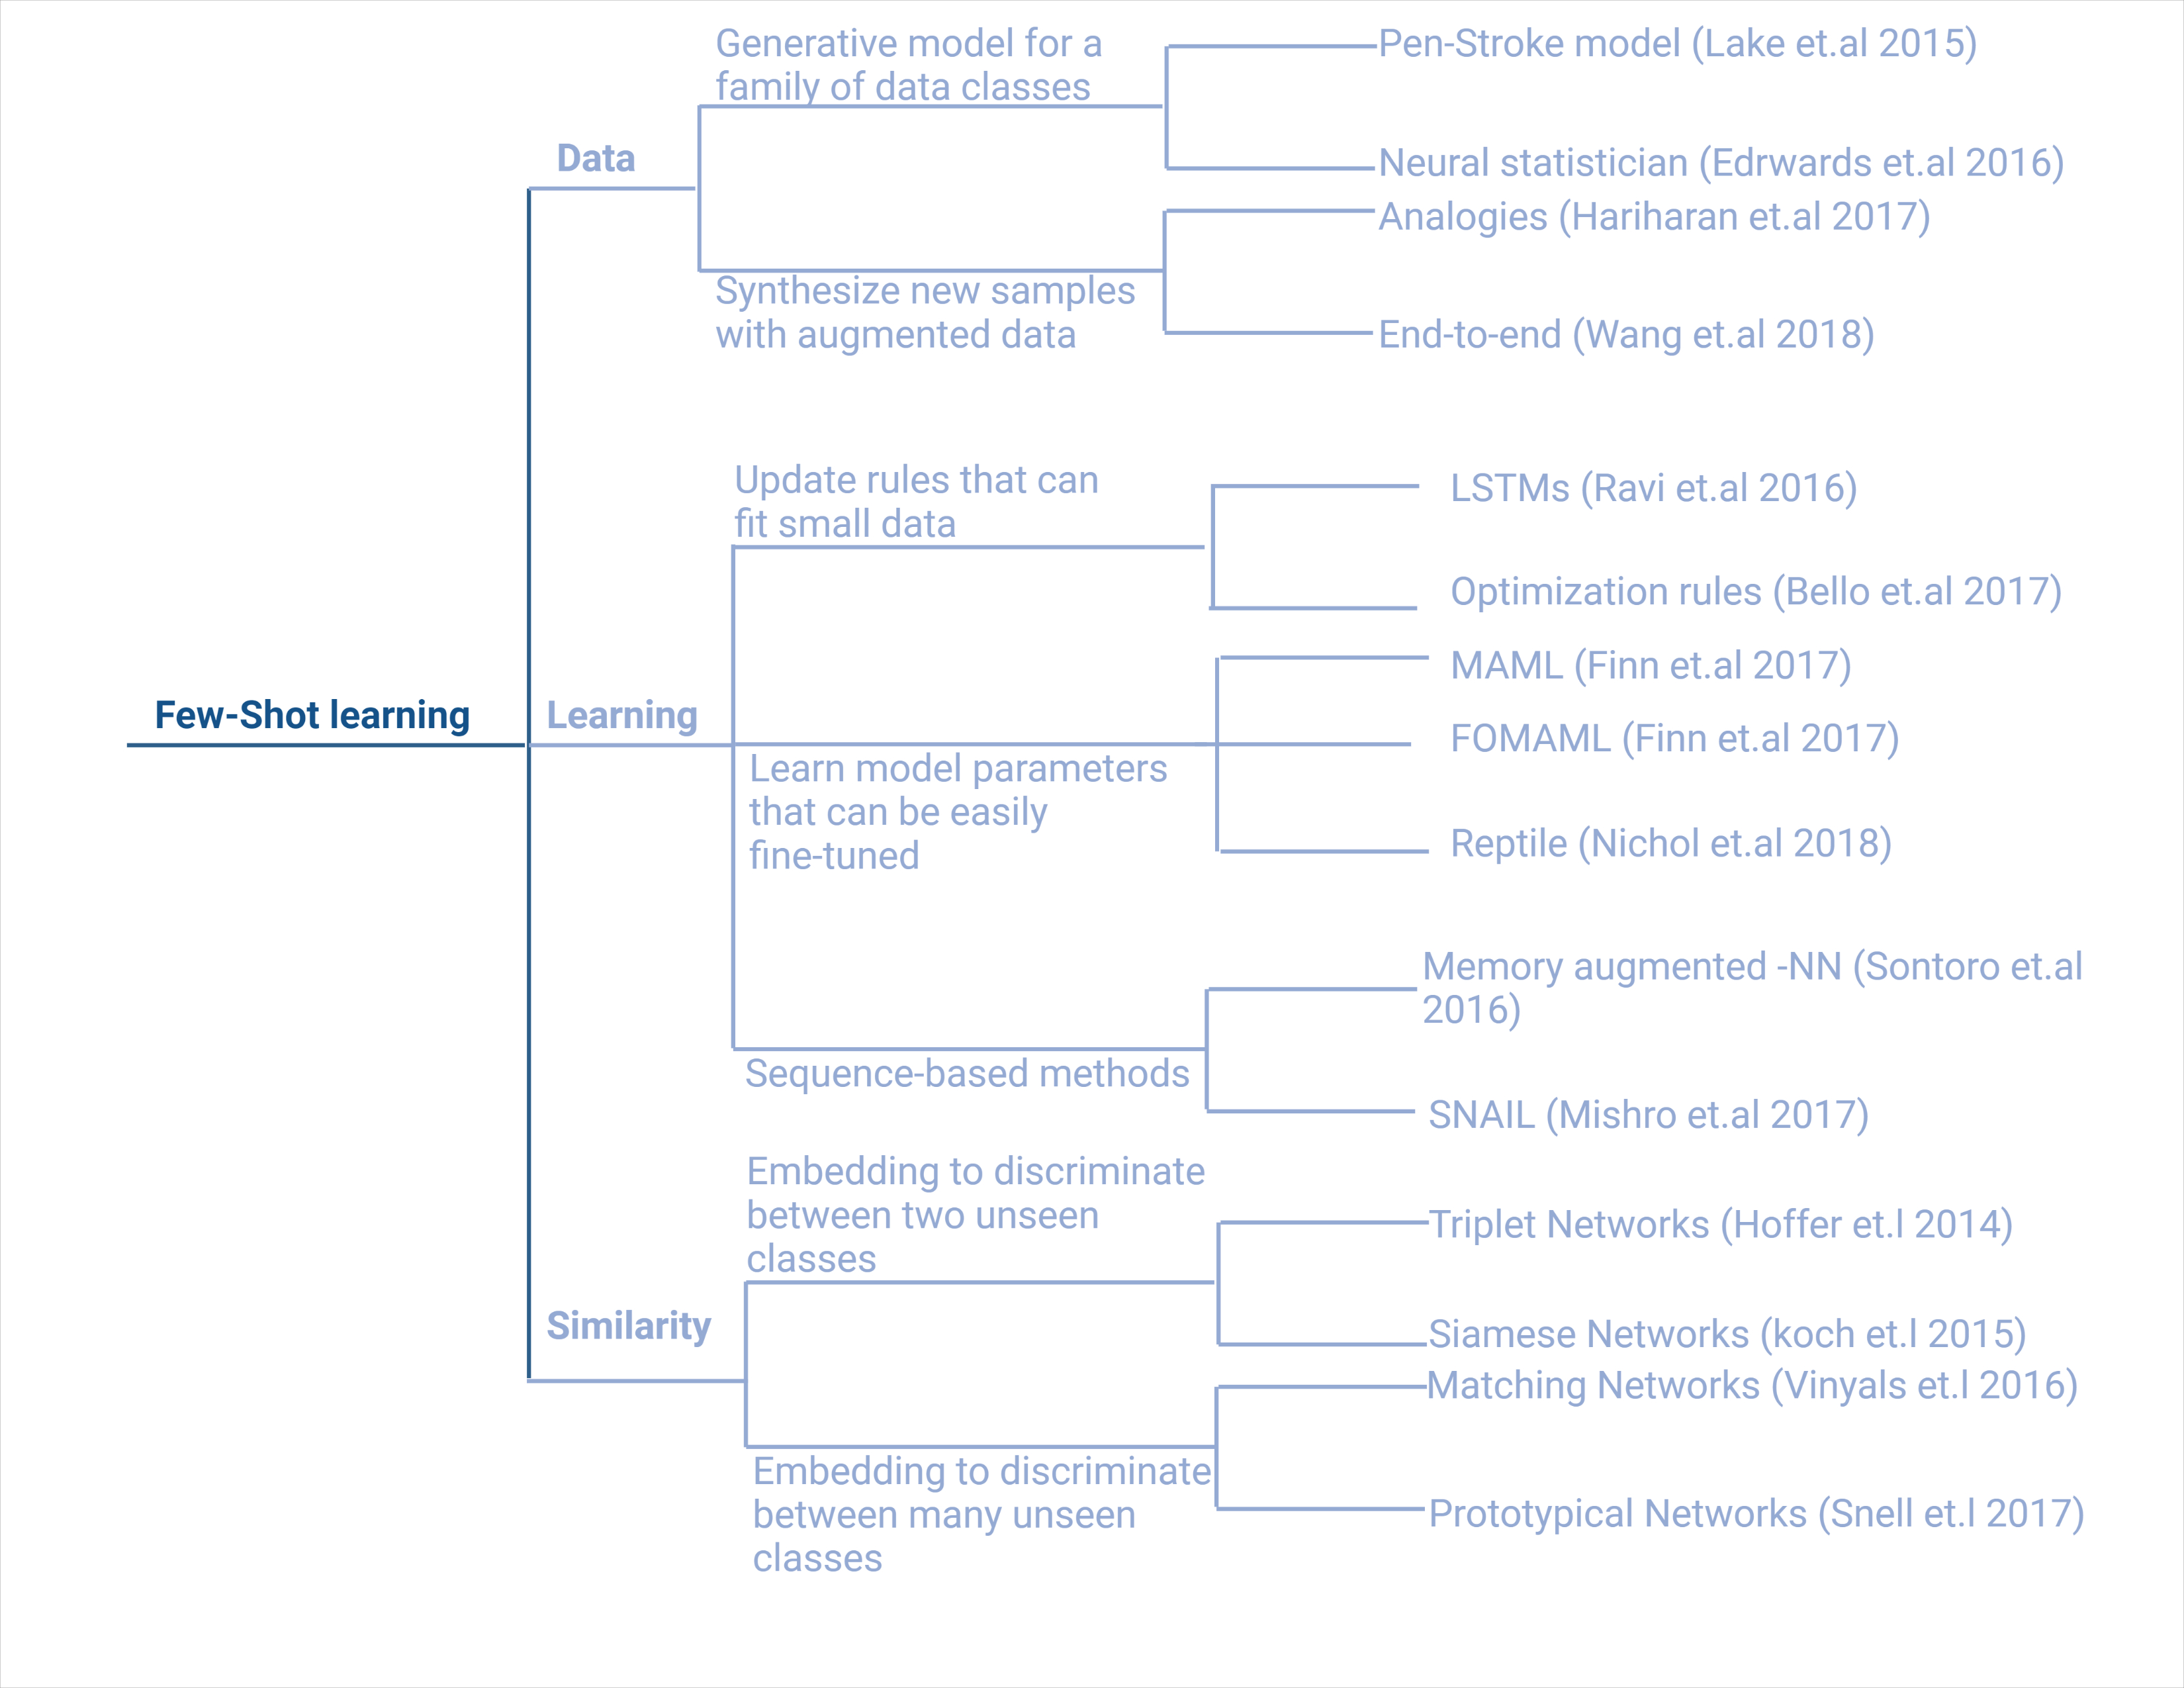 Generative model for a
family of data classes
Pen-Stroke model (Lake et.al 2015)
Data
Neural statistician (Edrwards et.al 2016)
Analogies (Hariharan et.al 2017)
Synthesize new samples
with augmented data
End-to-end (Wang et.al 2018)
Update rules that can
fit small data
LSTMs (Ravi et.al 2016)
Optimization rules (Bello et.al 2017)
MAML (Finn et.al 2017)
Few-Shot learning
Learning
FOMAML (Finn et.al 2017)
Learn model parameters
that can be easily
fine-tuned
Reptile (Nichol et.al 2018)
Memory augmented -NN (Sontoro et.al
2016)
Sequence-based methods
SNAIL (Mishro et.al 2017)
Embedding to discriminate
between two unseen
classes
Triplet Networks (Hoffer et.l 2014)
Similarity
Siamese Networks (koch et.l 2015)
Matching Networks (Vinyals et.l 2016)
Embedding to discriminate
between many unseen
classes
Prototypical Networks (Snell et.l 2017)